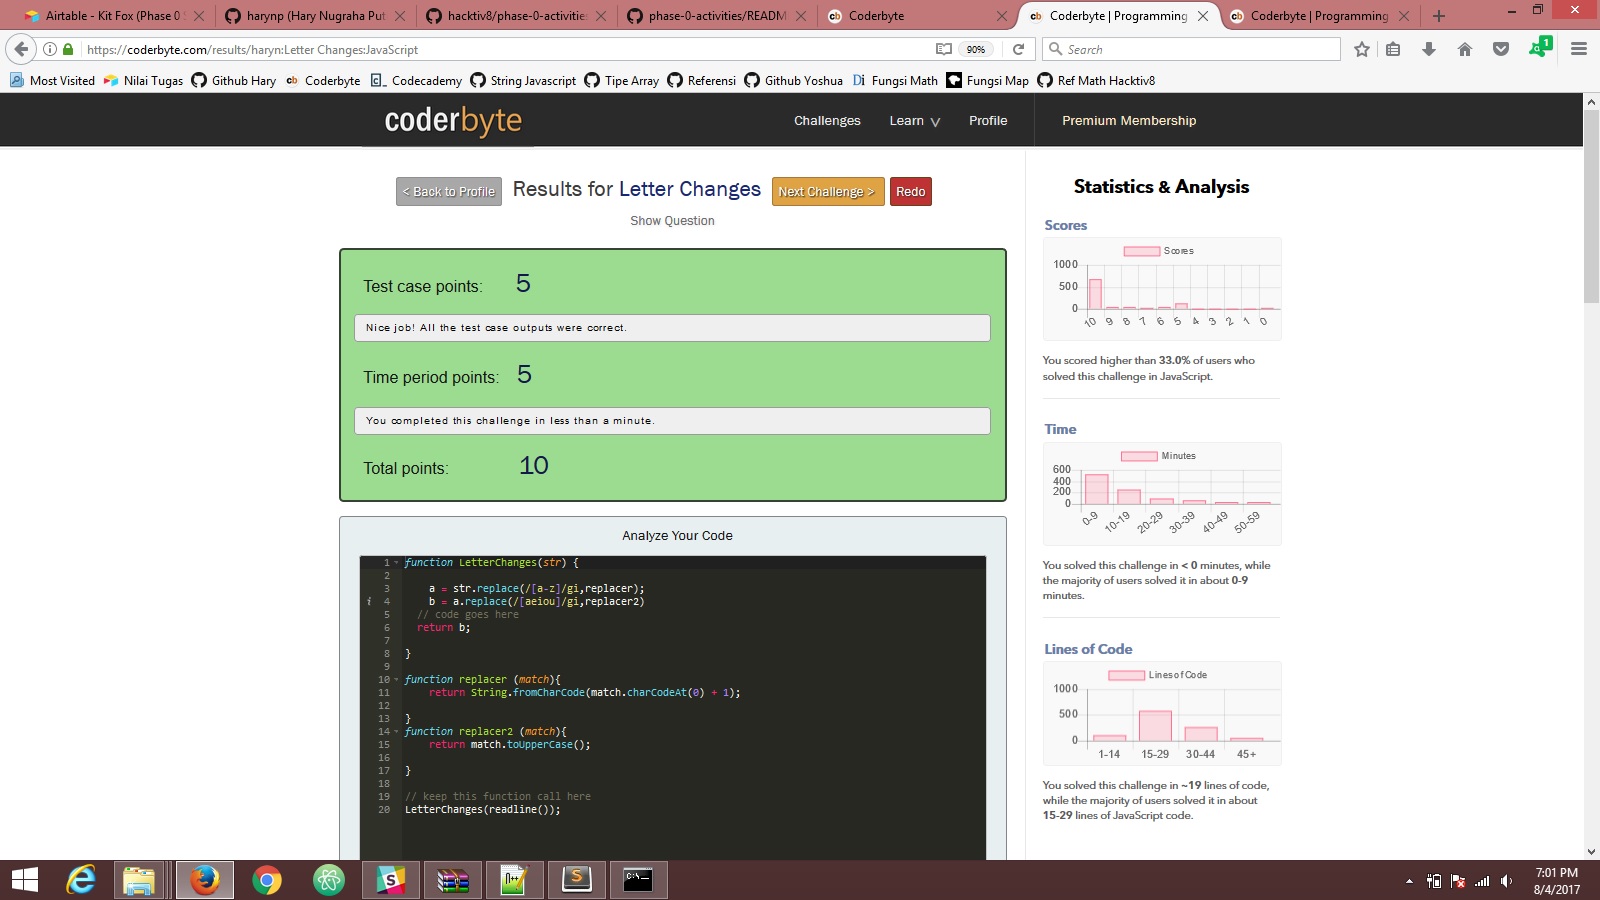 Airtable - Kit Fox (Phase 0
harynp (Hary Nugraha Put
hacktiv8/phase-0-activitie
phase-0-activities/READM
Coderbyte
Coderbyte | Programming
Coderbyte | Programming
https://coderbyte.com/results/haryn:Letter Changes:JavaScript
90%
Search
1
Most Visited
Nilai Tugas
Github Hary
Coderbyte
Codecademy
String Javascript
Tipe Array
Referensi
Github Yoshua
Fungsi Math
Fungsi Map
Ref Math Hacktiv8
coderbyte
Challenges
Learn
Profile
Premium Membership
< Back to Profile
Results for Letter Changes
Next Challenge >
Redo
Show Question
Test case points: 5
Nice job! All the test case outputs were correct.
Time period points: 5
You completed this challenge in less than a minute.
Total points: 10
Analyze Your Code
1 function LetterChanges(str) {
2
3 a = str.replace(/[a-z]/gi,replacer);
i 4 b = a.replace(/[aeiou]/gi,replacer2)
5 // code goes here
6 return b;
7
8 }
9
10 function replacer (match){
11 return String.fromCharCode(match.charCodeAt(0) + 1);
12
13 }
14 function replacer2 (match){
15 return match.toUpperCase();
16
17 }
18
19 // keep this function call here
20 LetterChanges(readline());
Statistics & Analysis
Scores
Scores
1000
500
0
10 9 8 7 6 5 4 3 2 1 0
You scored higher than 33.0% of users who
solved this challenge in JavaScript.
Time
Minutes
600
400
200
0
0-9 10-19 20-29 30-39 40-49 50-59
You solved this challenge in < 0 minutes, while
the majority of users solved it in about 0-9
minutes.
Lines of Code
Lines of Code
1000
500
0
1-14 15-29 30-44 45+
You solved this challenge in ~19 lines of code,
while the majority of users solved it in about
15-29 lines of JavaScript code.
7:01 PM
8/4/2017